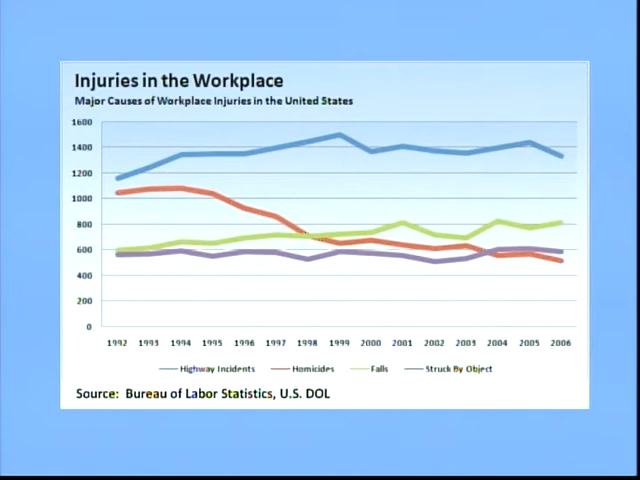 Injuries in the Workplace
Major Causes of Workplace Injuries in the United States
1600
1400
1200
1000
800
600
400
200
0
1992 1993 1994 1995 1996 1997 1998 1999 2000 2001 2002 2003 2004 2005 2006
Highway Incidents Homicides Falls Struck By Object
Source: Bureau of Labor Statistics, U.S. DOL